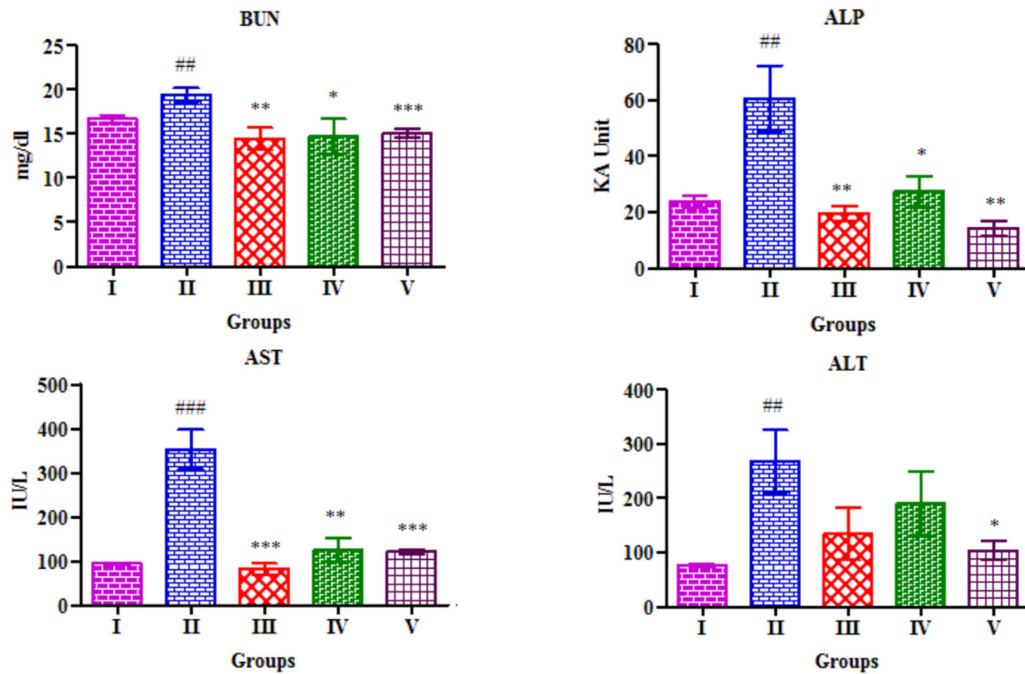 BUN
25
20
15
10
5
0
mg/dl
##
**
*
***
I II III IV V
Groups
ALP
80
60
40
20
0
KA Unit
##
**
*
**
I II III IV V
Groups
AST
500
400
300
200
100
0
IU/L
###
***
**
***
I II III IV V
Groups
ALT
400
300
200
100
0
IU/L
##
*
I II III IV V
Groups